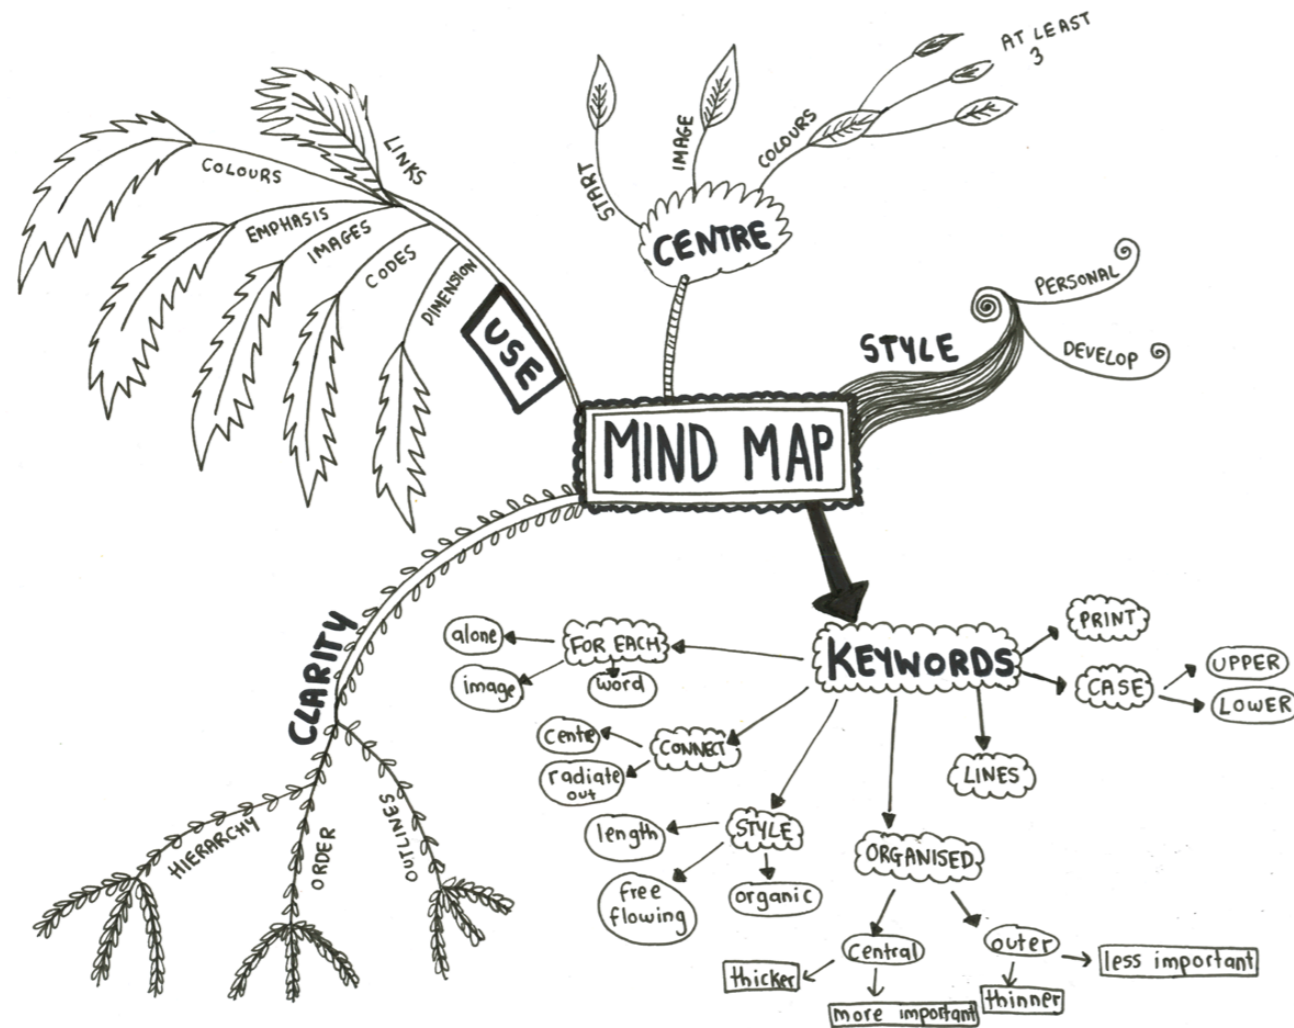 AT LEAST
3
START
IMAGE
COLOURS
CENTRE
LINKS
COLOURS
EMPHASIS
IMAGES
CODES
DIMENSION
USE
STYLE
PERSONAL
DEVELOP
MIND MAP
CLARITY
HIERARCHY
ORDER
OUTLINES
KEYWORDS
FOR EACH
alone
image
word
CONNECT
centre
radiate
out
STYLE
length
free
flowing
organic
ORGANISED
central
thicker
more important
outer
thinner
less important
LINES
PRINT
CASE
UPPER
LOWER